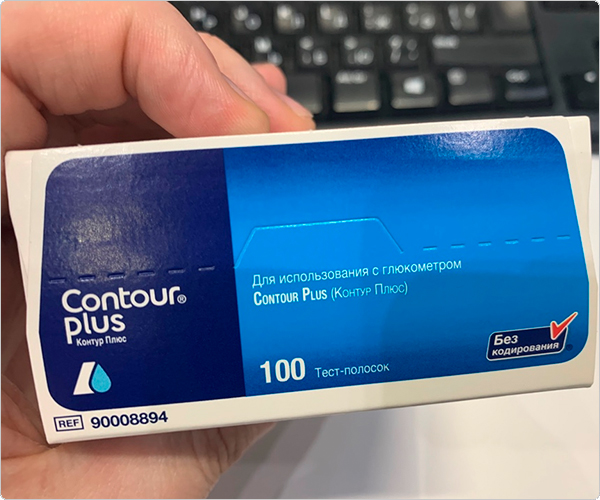 Contour®
plus
Контур Плюс
Для использования с глюкометром
CONTOUR PLUS (КОНТУР ПЛЮС)
100 Тест-полосок
Без
кодирования
REF 90008894